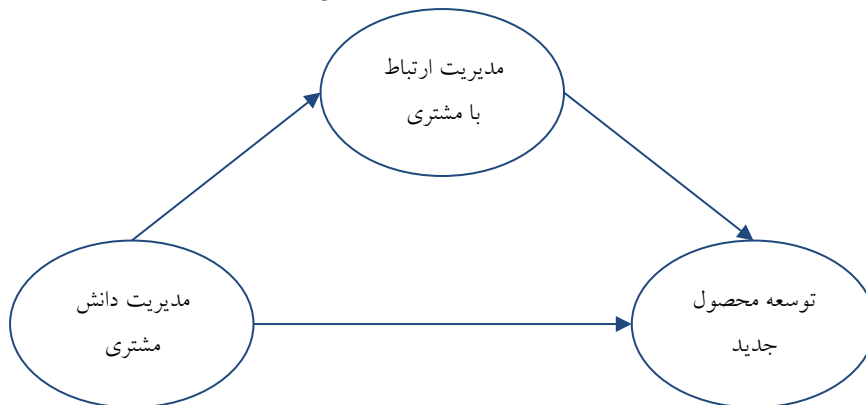 مدیریت ارتباط
با مشتری
مدیریت دانش
مشتری
توسعه محصول
جدید